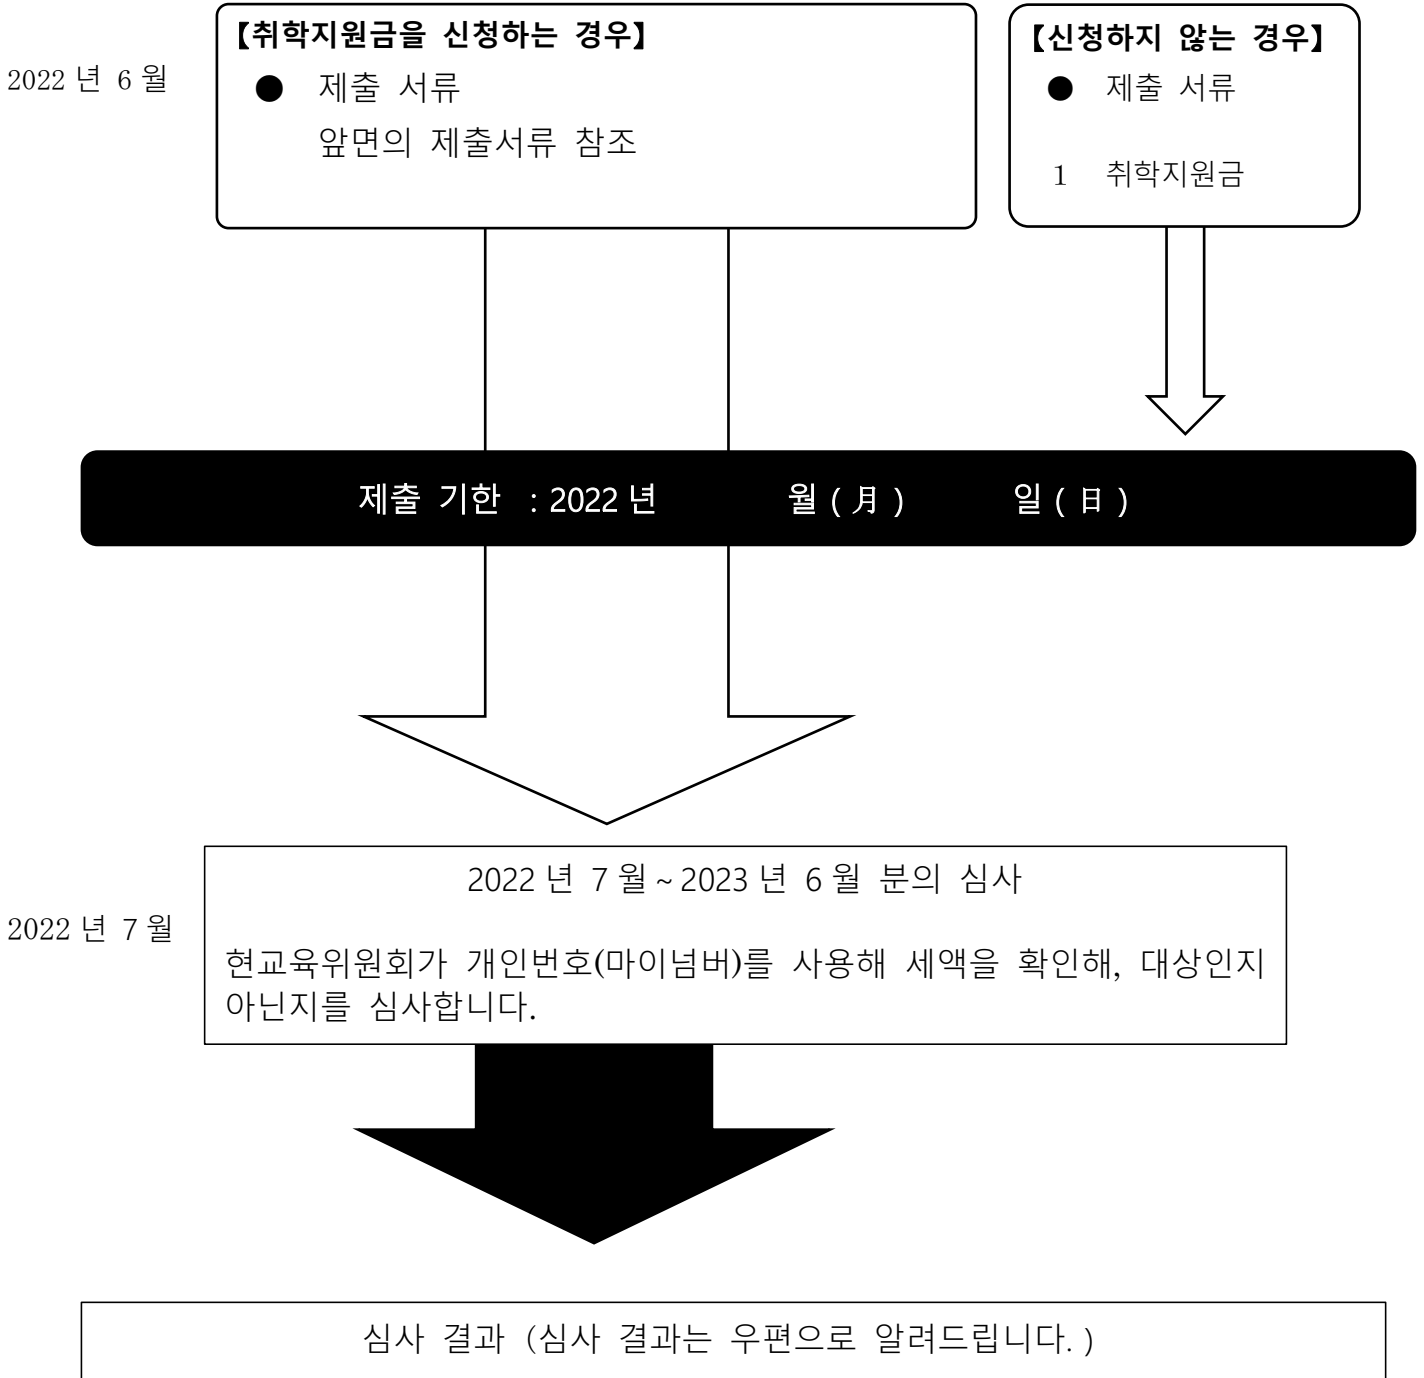 2022 년 6 월
【취학지원금을 신청하는 경우】
● 제출 서류
앞면의 제출서류 참조
【신청하지 않는 경우】
● 제출 서류
1 취학지원금
제출 기한 : 2022 년 월 ( 月 ) 일 ( 日 )
2022 년 7 월 ~ 2023 년 6 월 분의 심사
2022 년 7 월
현교육위원회가 개인번호(마이넘버)를 사용해 세액을 확인해, 대상인지
아닌지를 심사합니다.
심사 결과 (심사 결과는 우편으로 알려드립니다. )